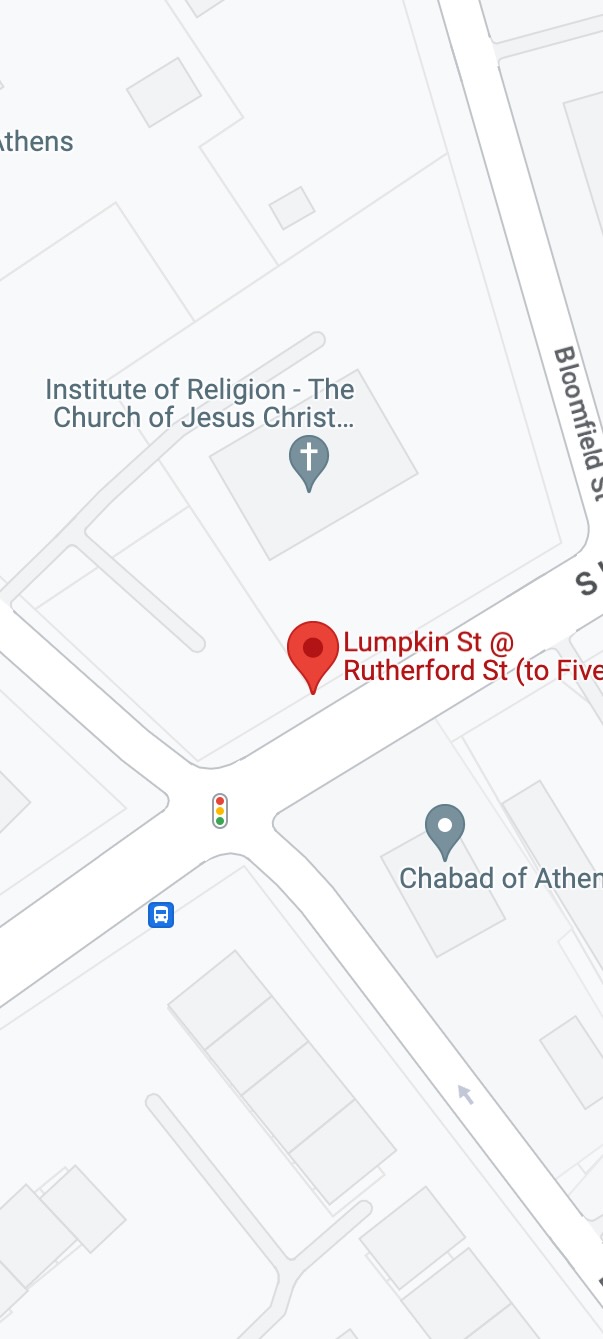 Athens
Institute of Religion - The
Church of Jesus Christ...
Bloomfield St
S
Lumpkin St @
Rutherford St (to Five
Chabad of Athen